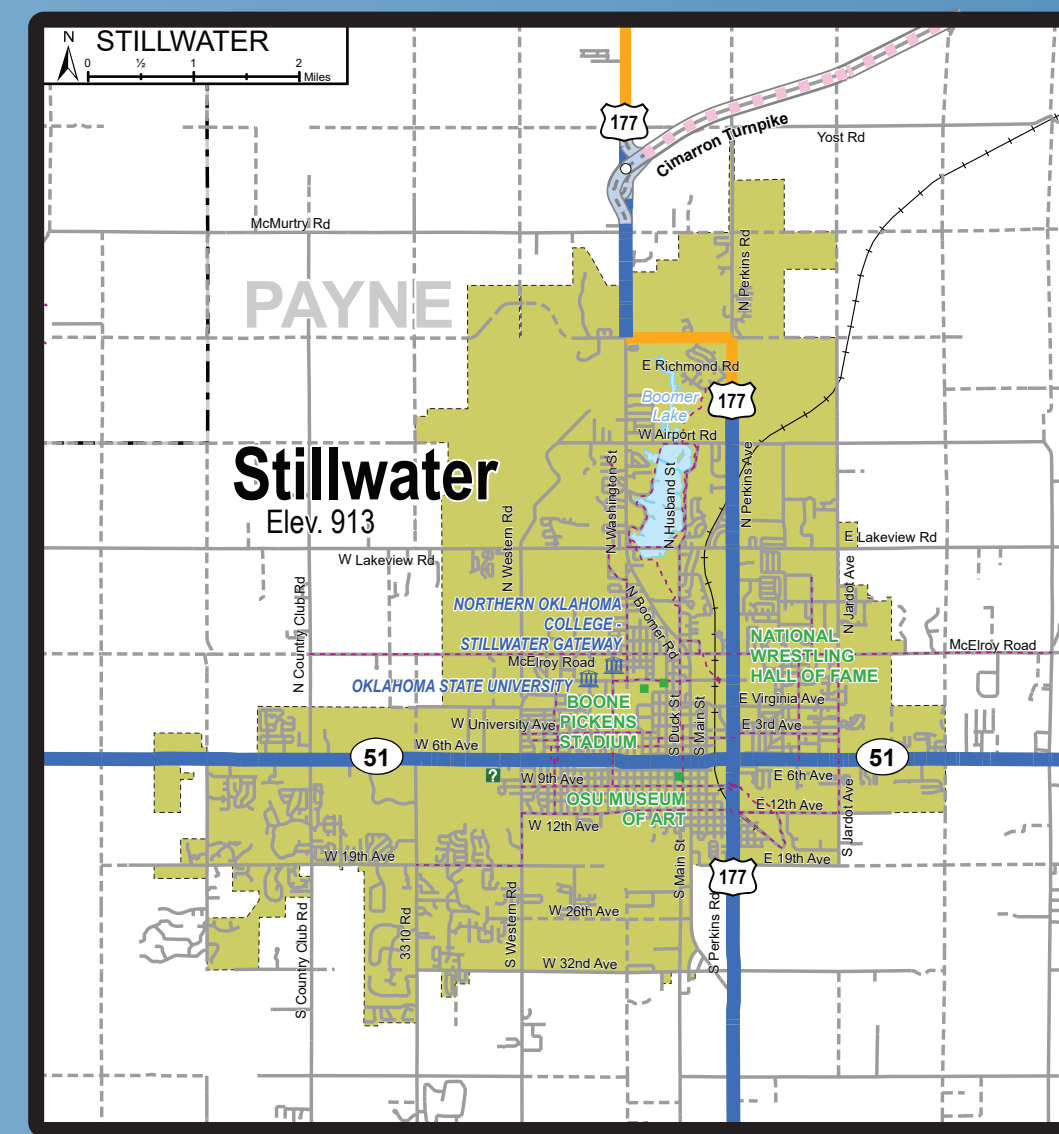 N
STILLWATER
0 ½ 1 2
Miles
177
Cimarron Turnpike
Yost Rd
McMurtry Rd
N Perkins Rd
PAYNE
E Richmond Rd
Boomer
Lake
177
W Airport Rd
Stillwater
Elev. 913
N Washington St
N Husband St
N Perkins Ave
E Lakeview Rd
W Lakeview Rd
N Western Rd
N Country Club Rd
N Jardot Ave
N Boomer Rd
NORTHERN OKLAHOMA
COLLEGE -
STILLWATER GATEWAY
McElroy Road
NATIONAL
WRESTLING
HALL OF FAME
McElroy Road
OKLAHOMA STATE UNIVERSITY
BOONE
PICKENS
STADIUM
E Virginia Ave
W University Ave
S Duck St
S Main St
E 3rd Ave
W 6th Ave
51
51
?
W 9th Ave
E 6th Ave
OSU MUSEUM
OF ART
E 12th Ave
W 12th Ave
S Jardot Ave
W 19th Ave
E 19th Ave
S Main St
177
S Country Club Rd
3310 Rd
S Western Rd
W 26th Ave
S Perkins Rd
W 32nd Ave